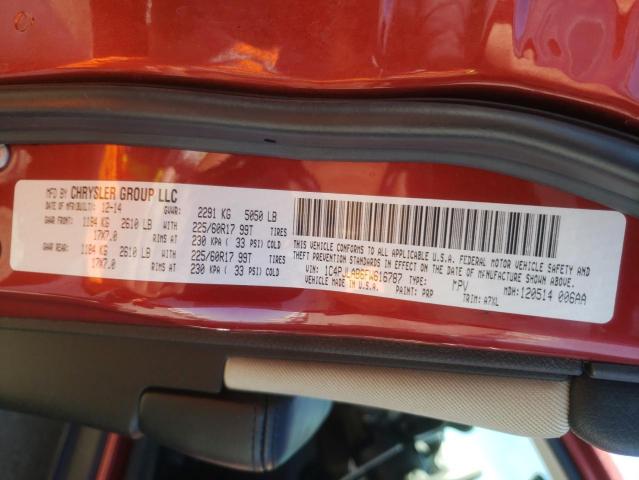 MFD BY CHRYSLER GROUP LLC
DATE OF MFR/BUILT: 12-14 GVWR: 2291 KG 5050 LB
GAWR FRONT: 1184 KG 2610 LB WITH 225/60R17 99T TIRES
17X7.0 RIMS AT 230 KPA ( 33 PSI) COLD
GAWR REAR: 1184 KG 2610 LB WITH 225/60R17 99T TIRES
17X7.0 RIMS AT 230 KPA ( 33 PSI) COLD
THIS VEHICLE CONFORMS TO ALL APPLICABLE U.S.A. FEDERAL MOTOR VEHICLE SAFETY AND
THEFT PREVENTION STANDARDS IN EFFECT ON THE DATE OF MANUFACTURE SHOWN ABOVE.
VIN: TYPE: MPV MDH: 120514 006AA
VEHICLE MADE IN U.S.A. PAINT: PRP TRIM: A7XL